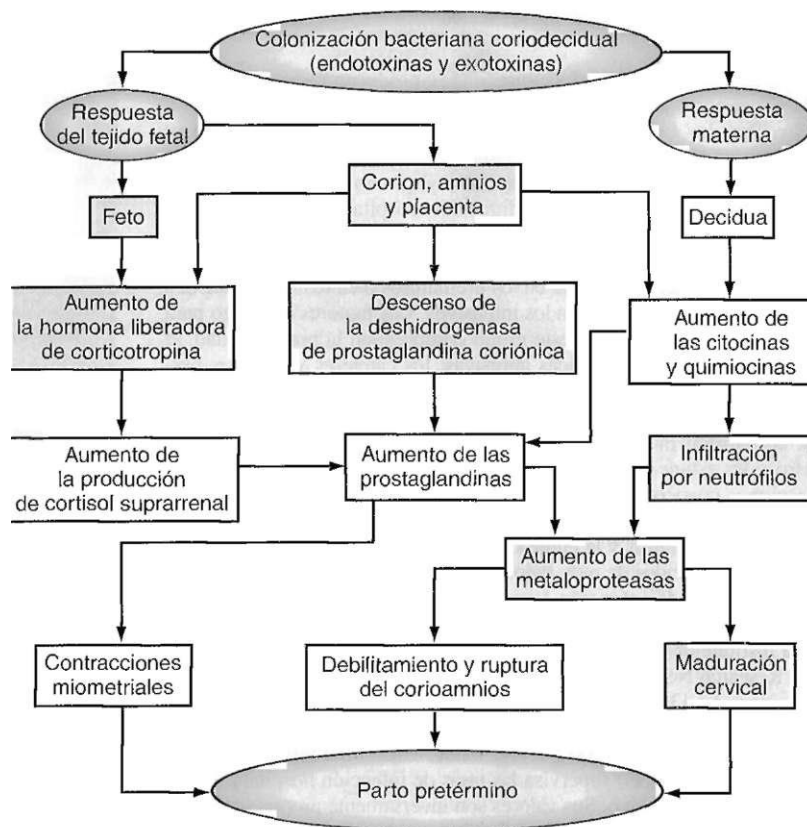 Colonización bacteriana coriodecidual
(endotoxinas y exotoxinas)
Respuesta
del tejido fetal
Respuesta
materna
Corion, amnios
y placenta
Feto
Decidua
Aumento de
la hormona liberadora
de corticotropina
Descenso de
la deshidrogenasa
de prostaglandina coriónica
Aumento de
las citocinas
y quimiocinas
Aumento de
la producción
de cortisol suprarrenal
Aumento de las
prostaglandinas
Infiltración
por neutrófilos
Aumento de las
metaloproteasas
Contracciones
miometriales
Debilitamiento y ruptura
del corioamnios
Maduración
cervical
Parto pretérmino